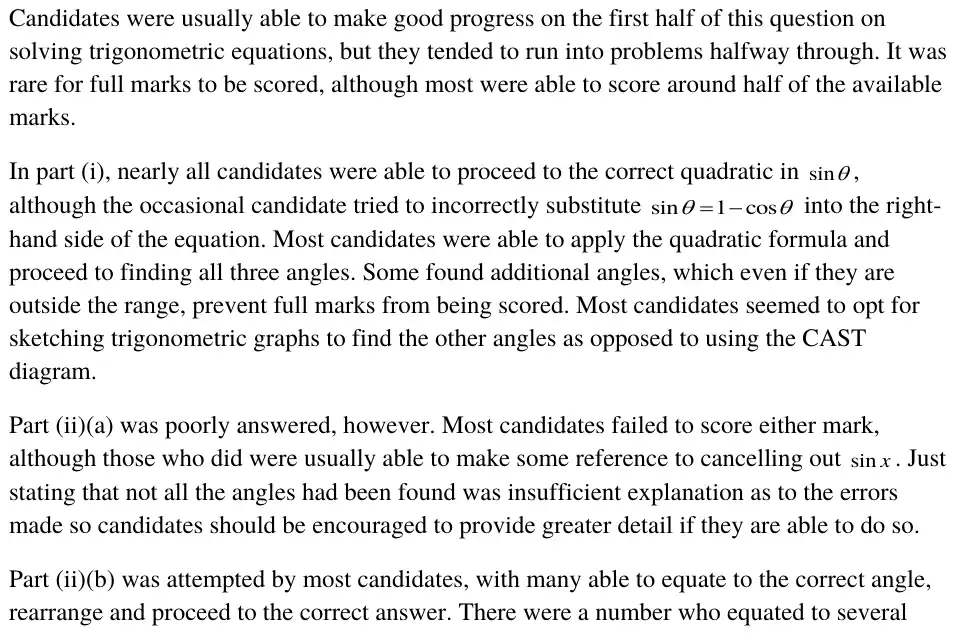 Candidates were usually able to make good progress on the first half of this question on
solving trigonometric equations, but they tended to run into problems halfway through. It was
rare for full marks to be scored, although most were able to score around half of the available
marks.
In part (i), nearly all candidates were able to proceed to the correct quadratic in sin θ,
although the occasional candidate tried to incorrectly substitute sin θ = 1 − cos θ into the right-
hand side of the equation. Most candidates were able to apply the quadratic formula and
proceed to finding all three angles. Some found additional angles, which even if they are
outside the range, prevent full marks from being scored. Most candidates seemed to opt for
sketching trigonometric graphs to find the other angles as opposed to using the CAST
diagram.
Part (ii)(a) was poorly answered, however. Most candidates failed to score either mark,
although those who did were usually able to make some reference to cancelling out sin x. Just
stating that not all the angles had been found was insufficient explanation as to the errors
made so candidates should be encouraged to provide greater detail if they are able to do so.
Part (ii)(b) was attempted by most candidates, with many able to equate to the correct angle,
rearrange and proceed to the correct answer. There were a number who equated to several